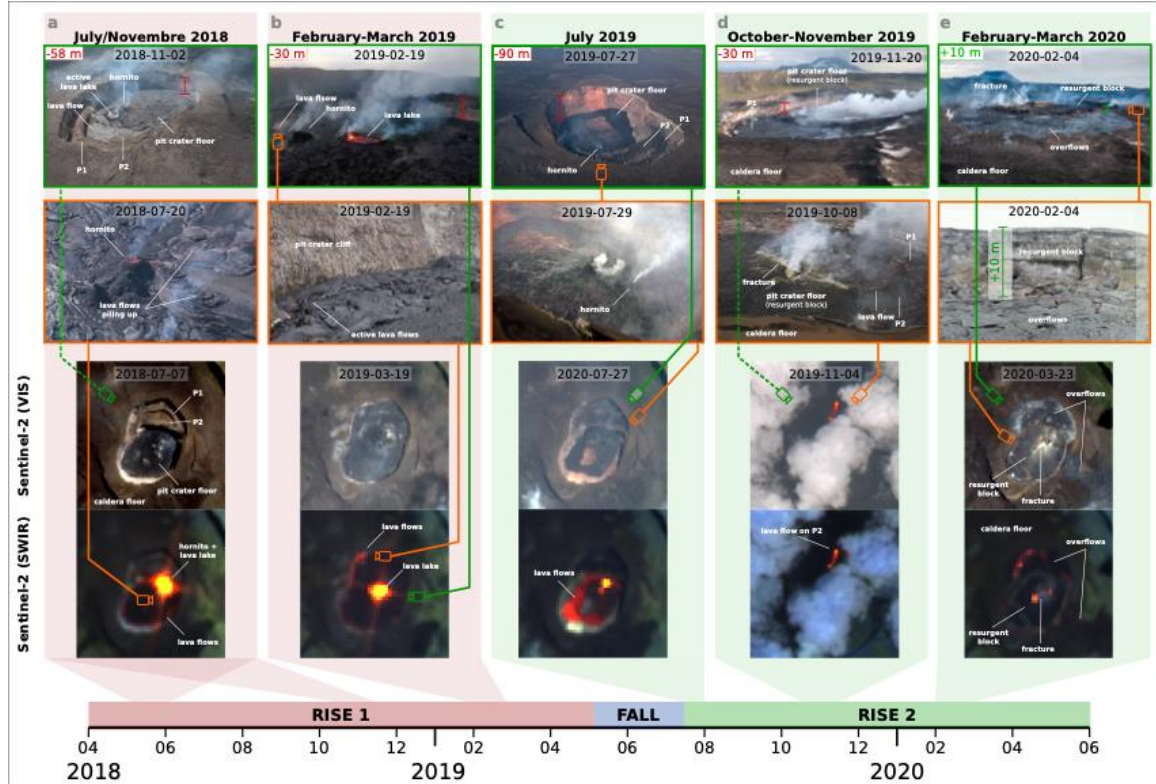 a
July/Novembre 2018
b
February-March 2019
c
July 2019
d
October-November 2019
e
February-March 2020
-58 m
2018-11-02
active
lava lake
hornito
lava flow
pit crater floor
P1
P2
-30 m
2019-02-19
lava flsow
hornito
lava lake
-90 m
2019-07-27
pit crater floor
P1
P2
hornito
-30 m
2019-11-20
pit crater floor
(resurgent block)
P1
caldera floor
+10 m
2020-02-04
fracture
resurgent block
overflows
caldera floor
2018-07-20
hornito
lava flows
piling up
2019-02-19
pit crater cliff
active lava flows
2019-07-29
hornito
2019-10-08
P1
fracture
pit crater floor
(resurgent block)
lava flow
P2
caldera floor
2020-02-04
resurgent block
+10 m
overflows
Sentinel-2 (VIS)
2018-07-07
P1
P2
pit crater floor
caldera floor
2019-03-19
2020-07-27
2019-11-04
2020-03-23
overflows
resurgent
block
fracture
Sentinel-2 (SWIR)
hornito +
lava lake
lava flows
lava flows
lava lake
lava flows
lava flow on P2
caldera floor
overflows
resurgent
block
fracture
RISE 1
FALL
RISE 2
04 06 10 12 02 04 06 08 10 12 02 04 06
2018 2019 2020